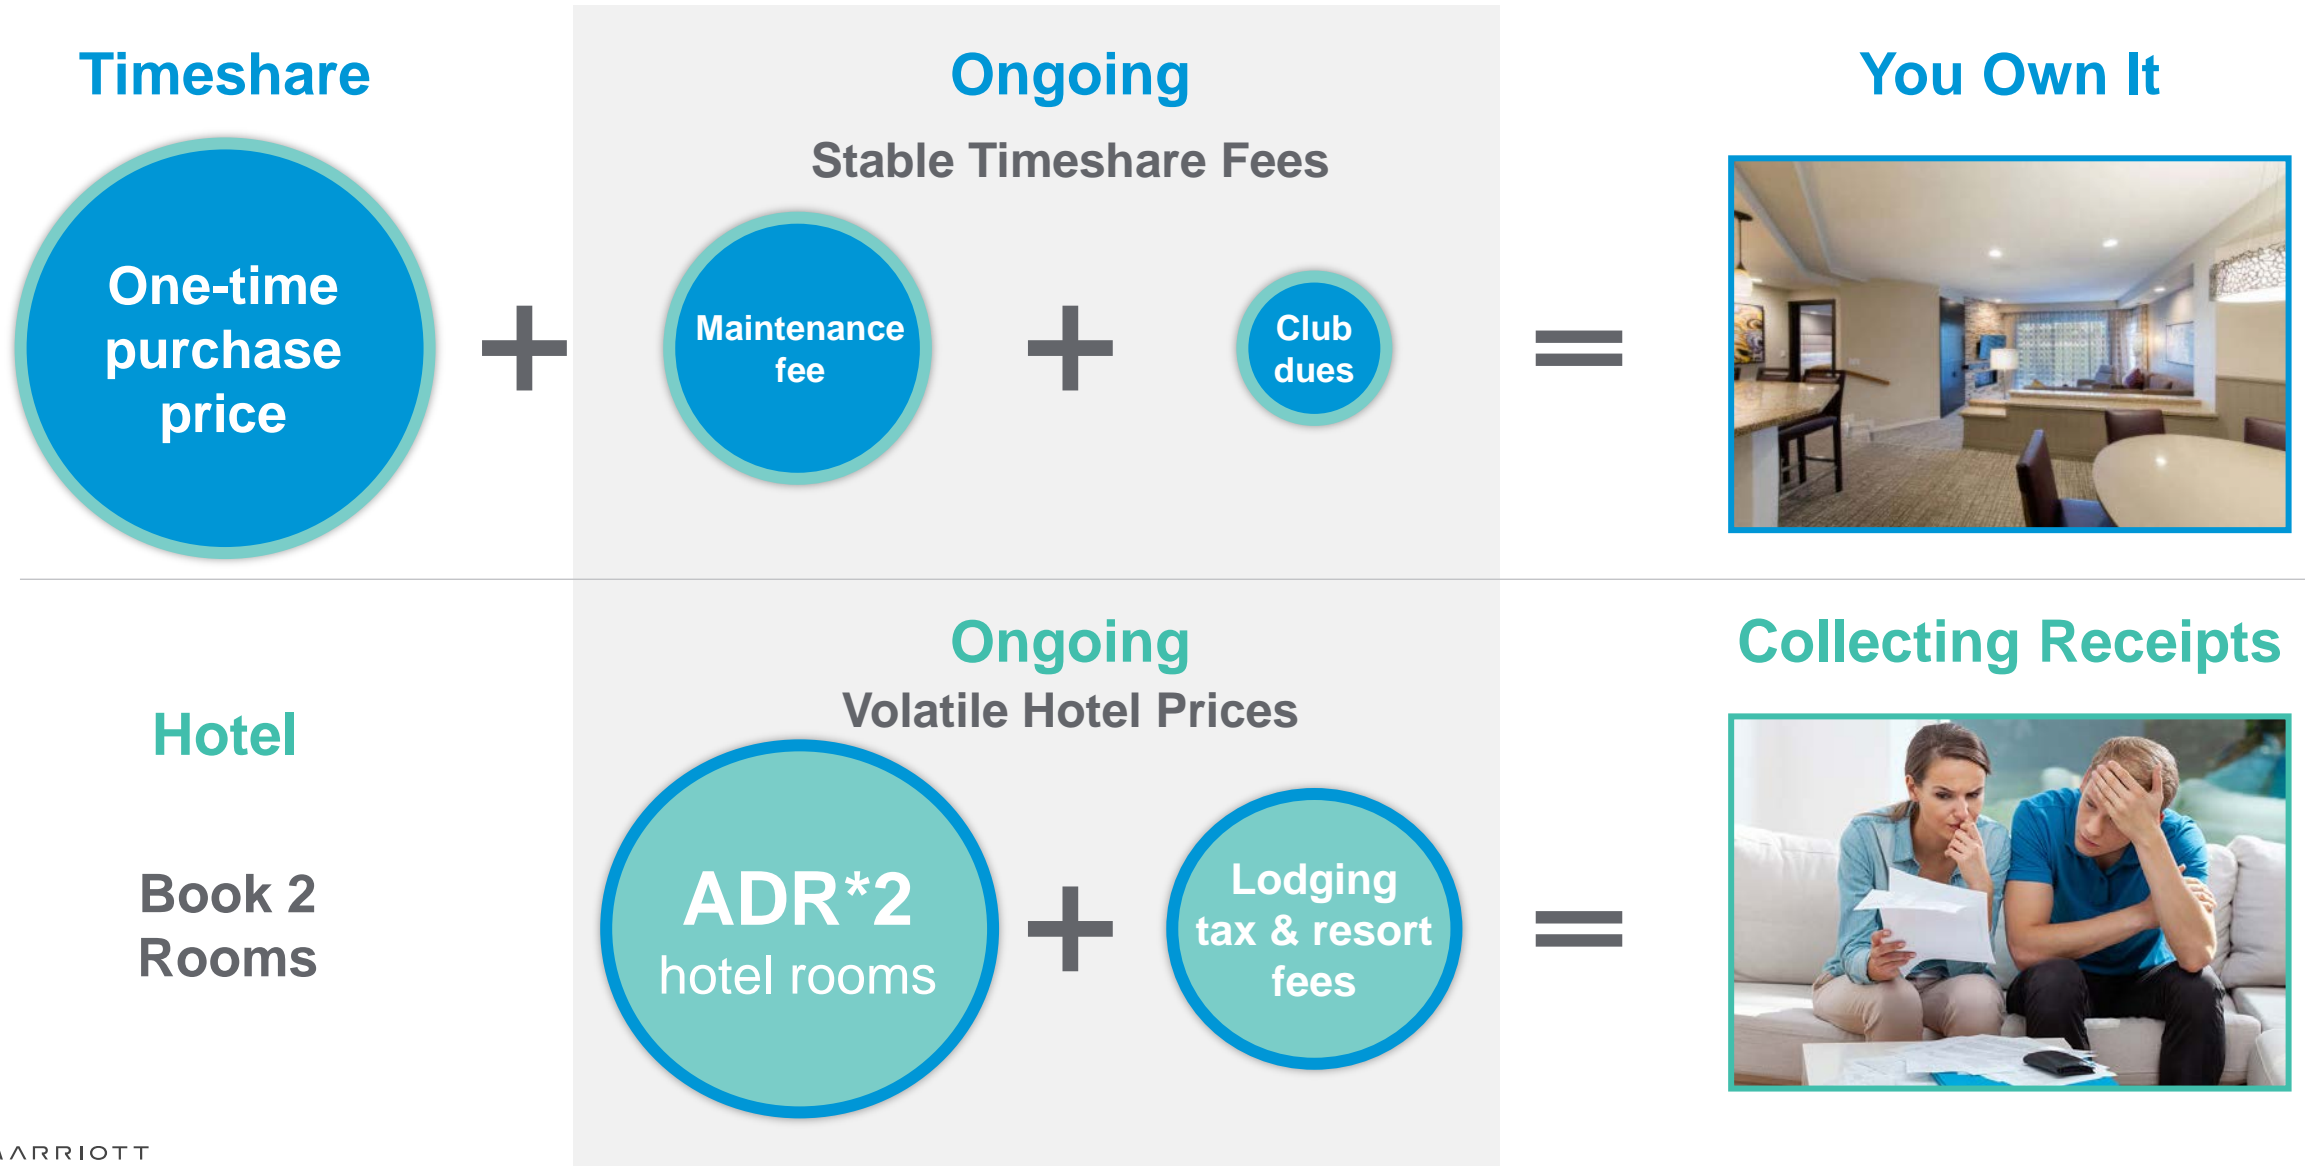 Timeshare
One-time
purchase
price
+
Ongoing
Stable Timeshare Fees
Maintenance
fee
+
Club
dues
=
You Own It
Hotel
Book 2
Rooms
Ongoing
Volatile Hotel Prices
ADR*2
hotel rooms
+
Lodging
tax & resort
fees
=
Collecting Receipts
MARRIOTT